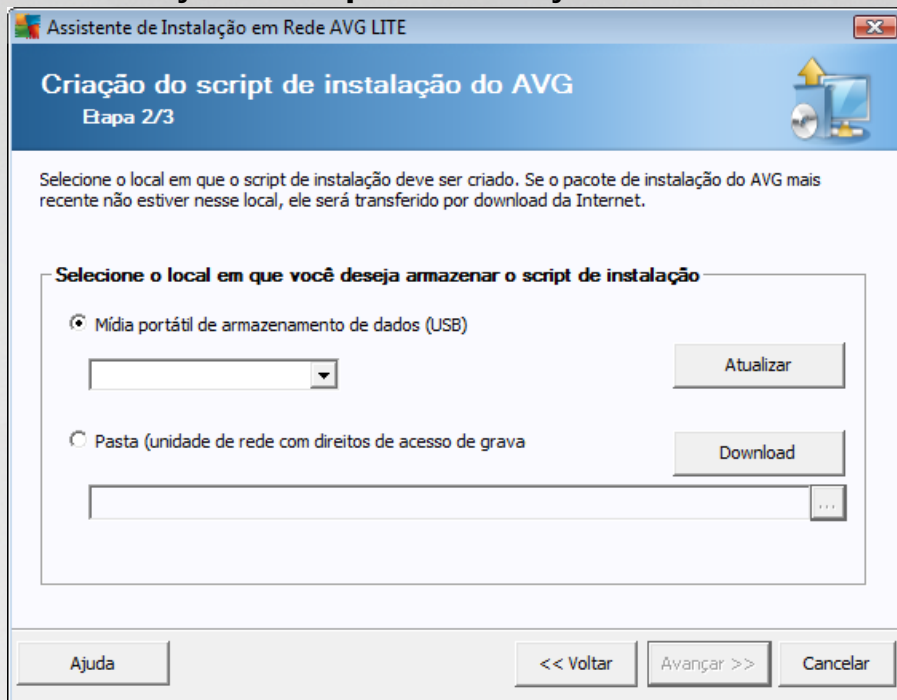 Assistente de Instalação em Rede AVG LITE
Criação do script de instalação do AVG
Etapa 2/3
Selecione o local em que o script de instalação deve ser criado. Se o pacote de instalação do AVG mais
recente não estiver nesse local, ele será transferido por download da Internet.
Selecione o local em que você deseja armazenar o script de instalação
Mídia portátil de armazenamento de dados (USB)
Atualizar
Pasta (unidade de rede com direitos de acesso de grava
Download
...
Ajuda
<< Voltar
Avançar >>
Cancelar